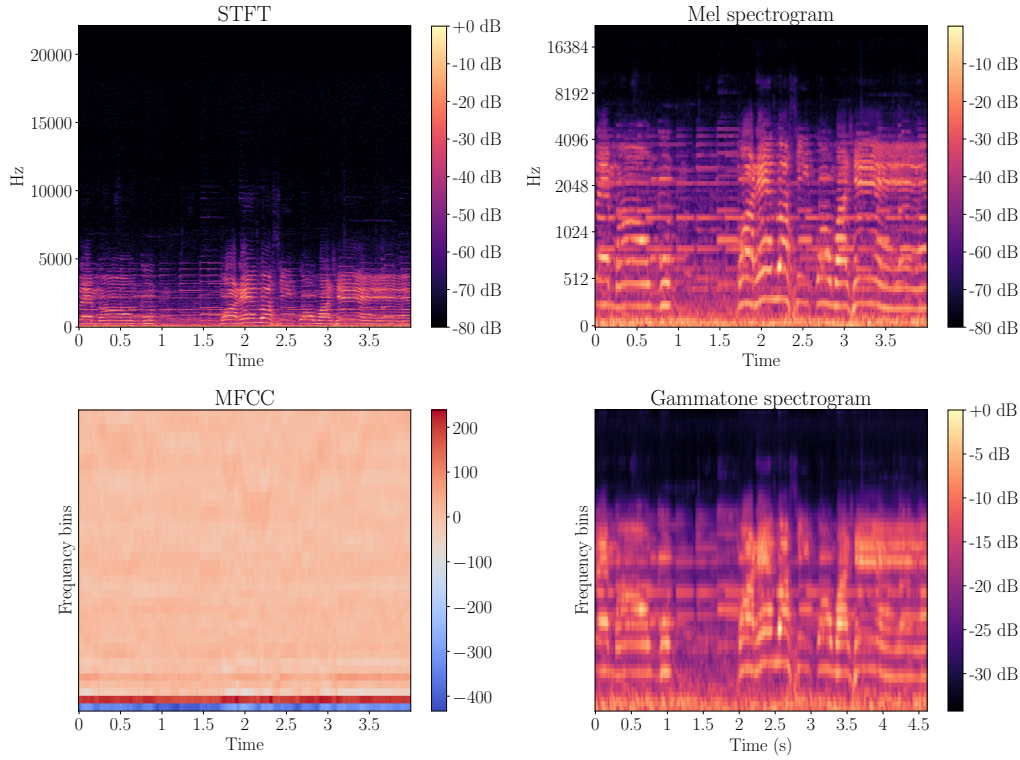 STFT
Hz
20000
15000
10000
5000
0
0 0.5 1 1.5 2 2.5 3 3.5
Time
+0 dB
-10 dB
-20 dB
-30 dB
-40 dB
-50 dB
-60 dB
-70 dB
-80 dB
Mel spectrogram
Hz
16384
8192
4096
2048
1024
512
0
0 0.5 1 1.5 2 2.5 3 3.5
Time
-10 dB
-20 dB
-30 dB
-40 dB
-50 dB
-60 dB
-70 dB
-80 dB
MFCC
Frequency bins
0 0.5 1 1.5 2 2.5 3 3.5
Time
200
100
0
−100
−200
−300
−400
Gammatone spectrogram
Frequency bins
0 0.5 1 1.5 2 2.5 3 3.5 4 4.5
Time (s)
+0 dB
-5 dB
-10 dB
-15 dB
-20 dB
-25 dB
-30 dB